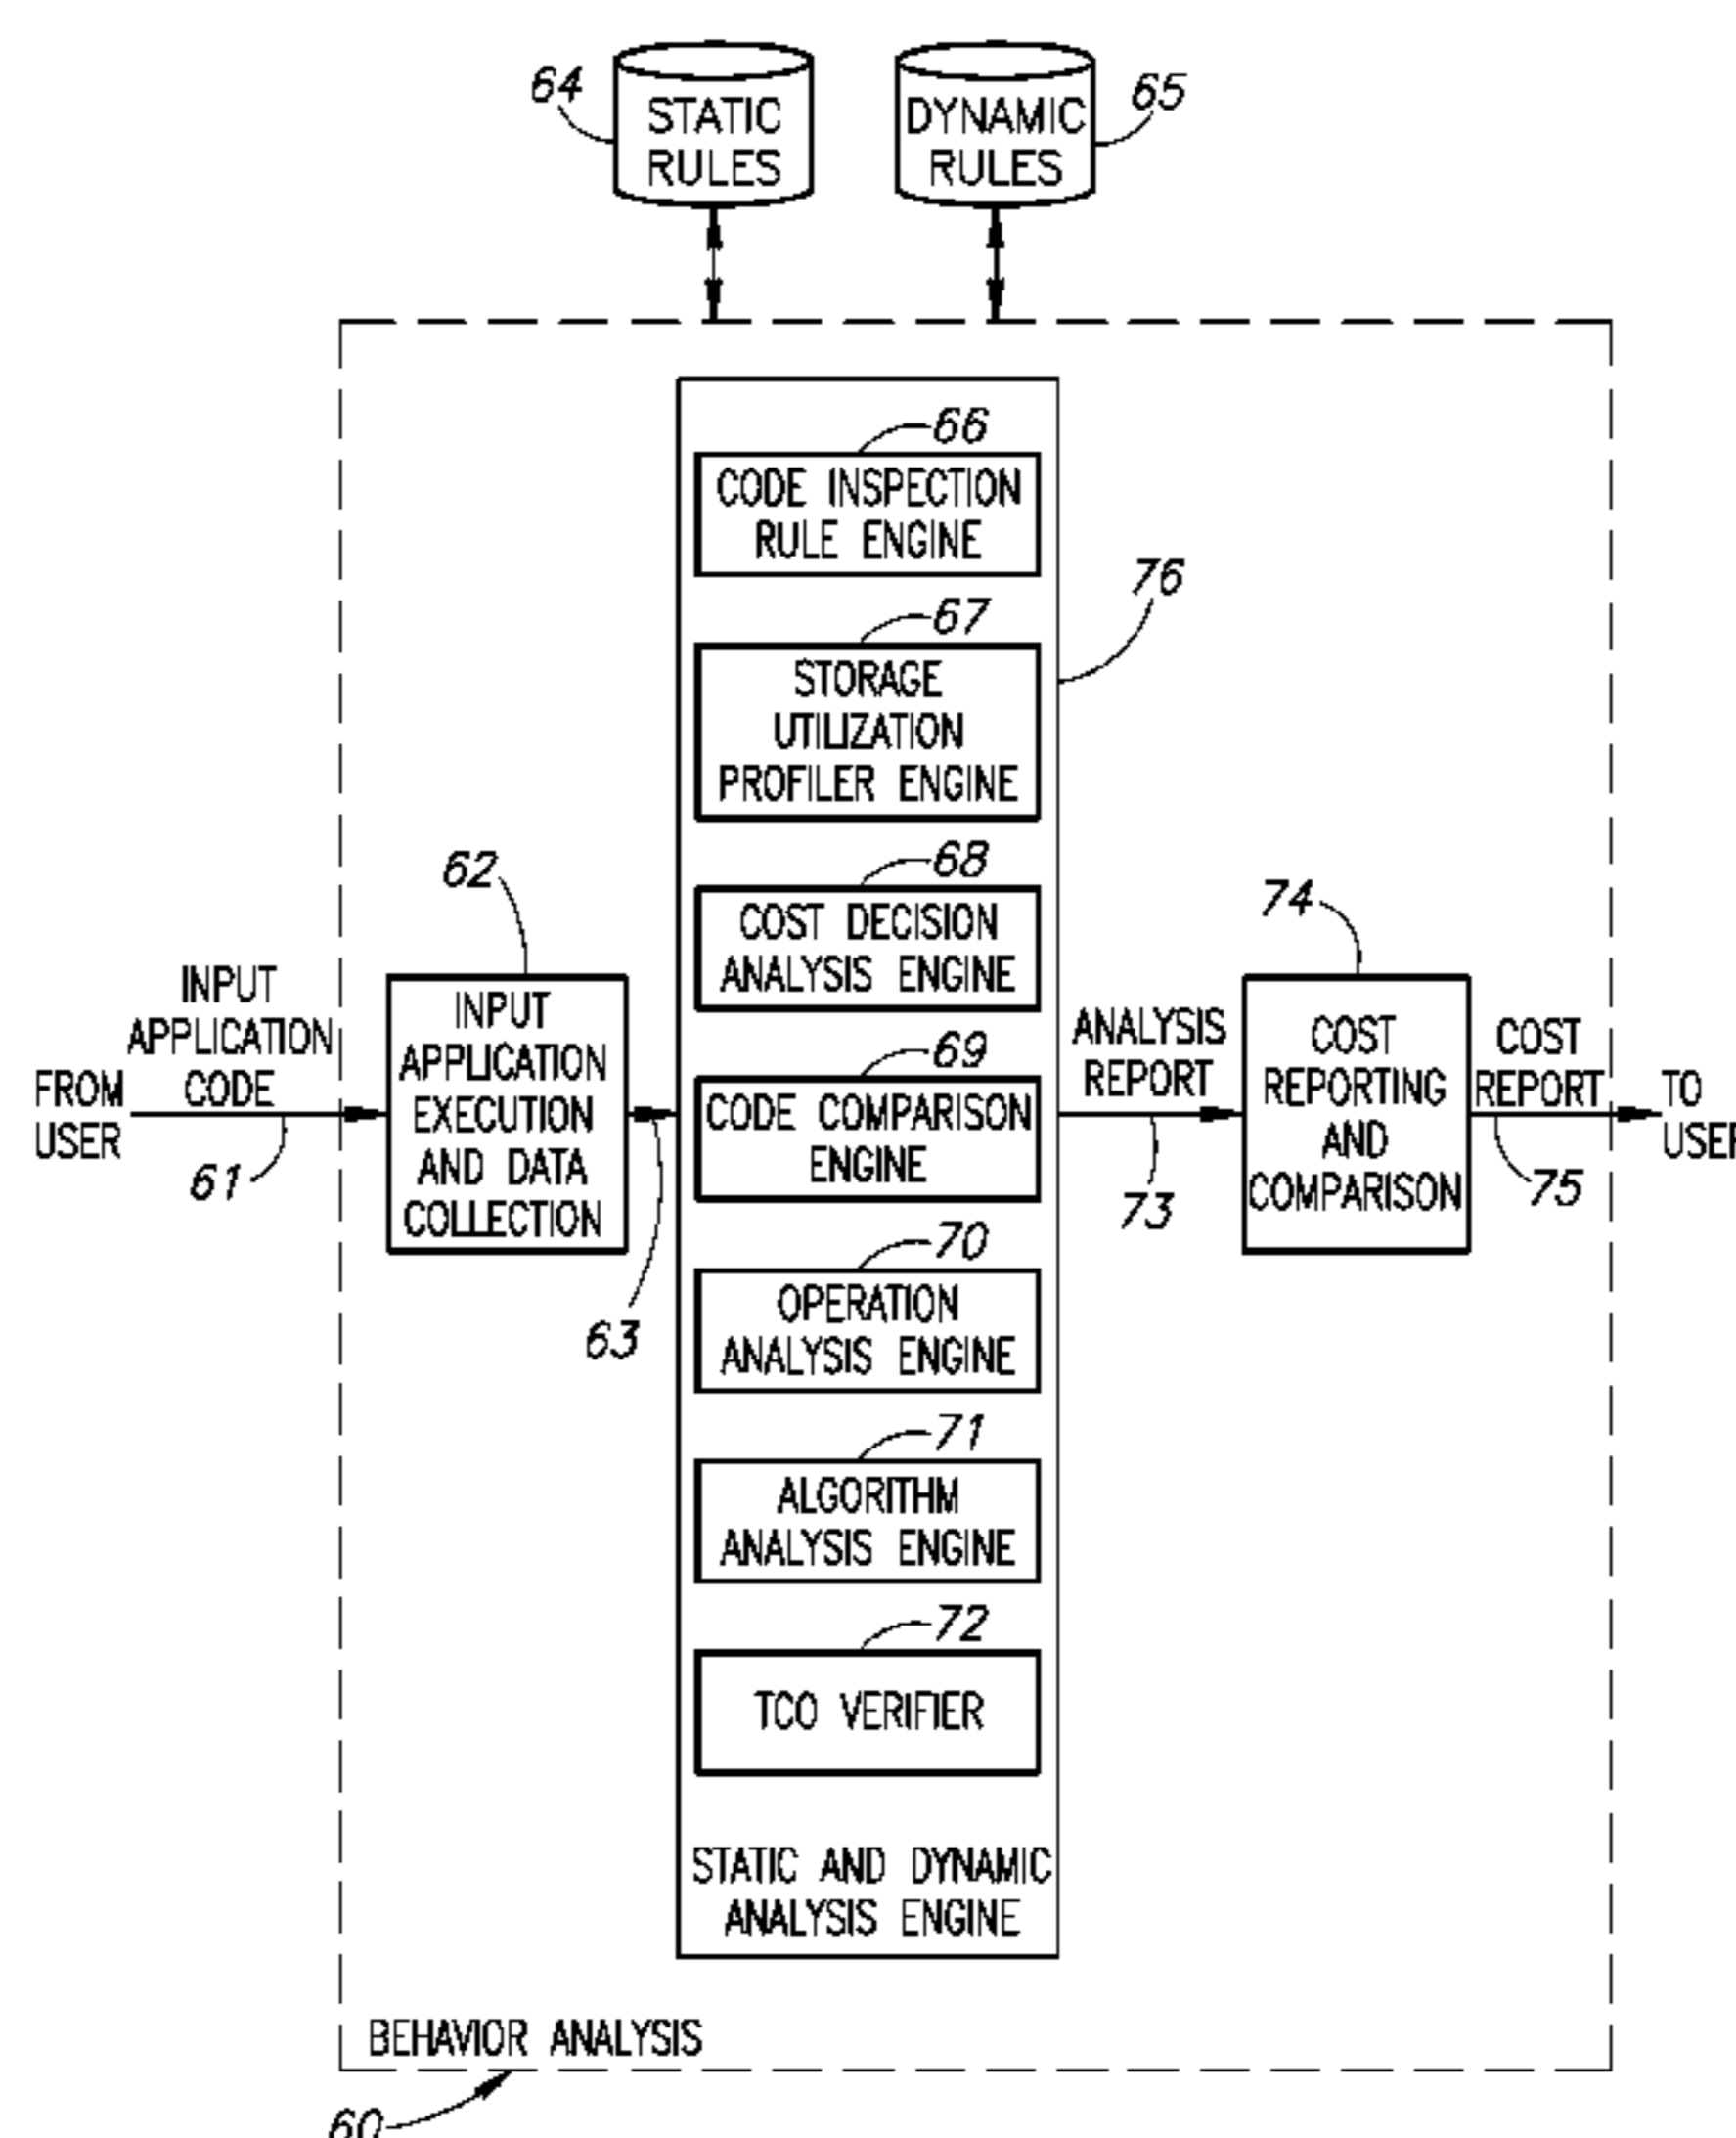 64
STATIC
RULES
DYNAMIC
RULES
65
66
CODE INSPECTION
RULE ENGINE
76
67
STORAGE
UTILIZATION
PROFILER ENGINE
68
COST DECISION
ANALYSIS ENGINE
62
INPUT
APPLICATION
EXECUTION
AND DATA
COLLECTION
INPUT
APPLICATION
CODE
FROM
USER
61
63
69
CODE COMPARISON
ENGINE
ANALYSIS
REPORT
73
74
COST
REPORTING
AND
COMPARISON
COST
REPORT
75
TO
USER
70
OPERATION
ANALYSIS ENGINE
71
ALGORITHM
ANALYSIS ENGINE
72
TCO VERIFIER
STATIC AND DYNAMIC
ANALYSIS ENGINE
BEHAVIOR ANALYSIS
60